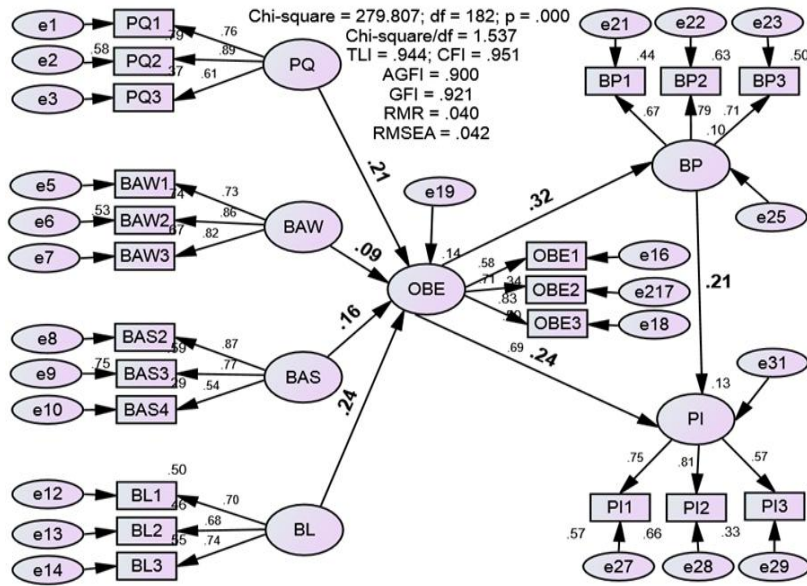 Chi-square = 279.807; df = 182; p = .000
Chi-square/df = 1.537
TLI = .944; CFI = .951
AGFI = .900
GFI = .921
RMR = .040
RMSEA = .042
e1
PQ1
.79
.76
e2
.58
PQ2
.89
e3
PQ3
.37
.61
PQ
.21
e5
BAW1
.74
.73
e6
.53
BAW2
.86
e7
BAW3
.67
.82
BAW
.09
e8
BAS2
.59
.87
e9
.75
BAS3
.77
e10
BAS4
.29
.54
BAS
.16
e12
.50
BL1
.46
.70
e13
BL2
.68
e14
BL3
.55
.74
BL
.24
e19
OBE
.14
.58
OBE1
e16
.71
.34
OBE2
e217
.83
OBE3
e18
.69
.32
.24
e21
e22
e23
.44
.63
.50
BP1
BP2
BP3
.67
.79
.71
.10
BP
e25
.21
e31
.13
PI
.75
.81
.57
PI1
PI2
PI3
.57
.66
.33
e27
e28
e29